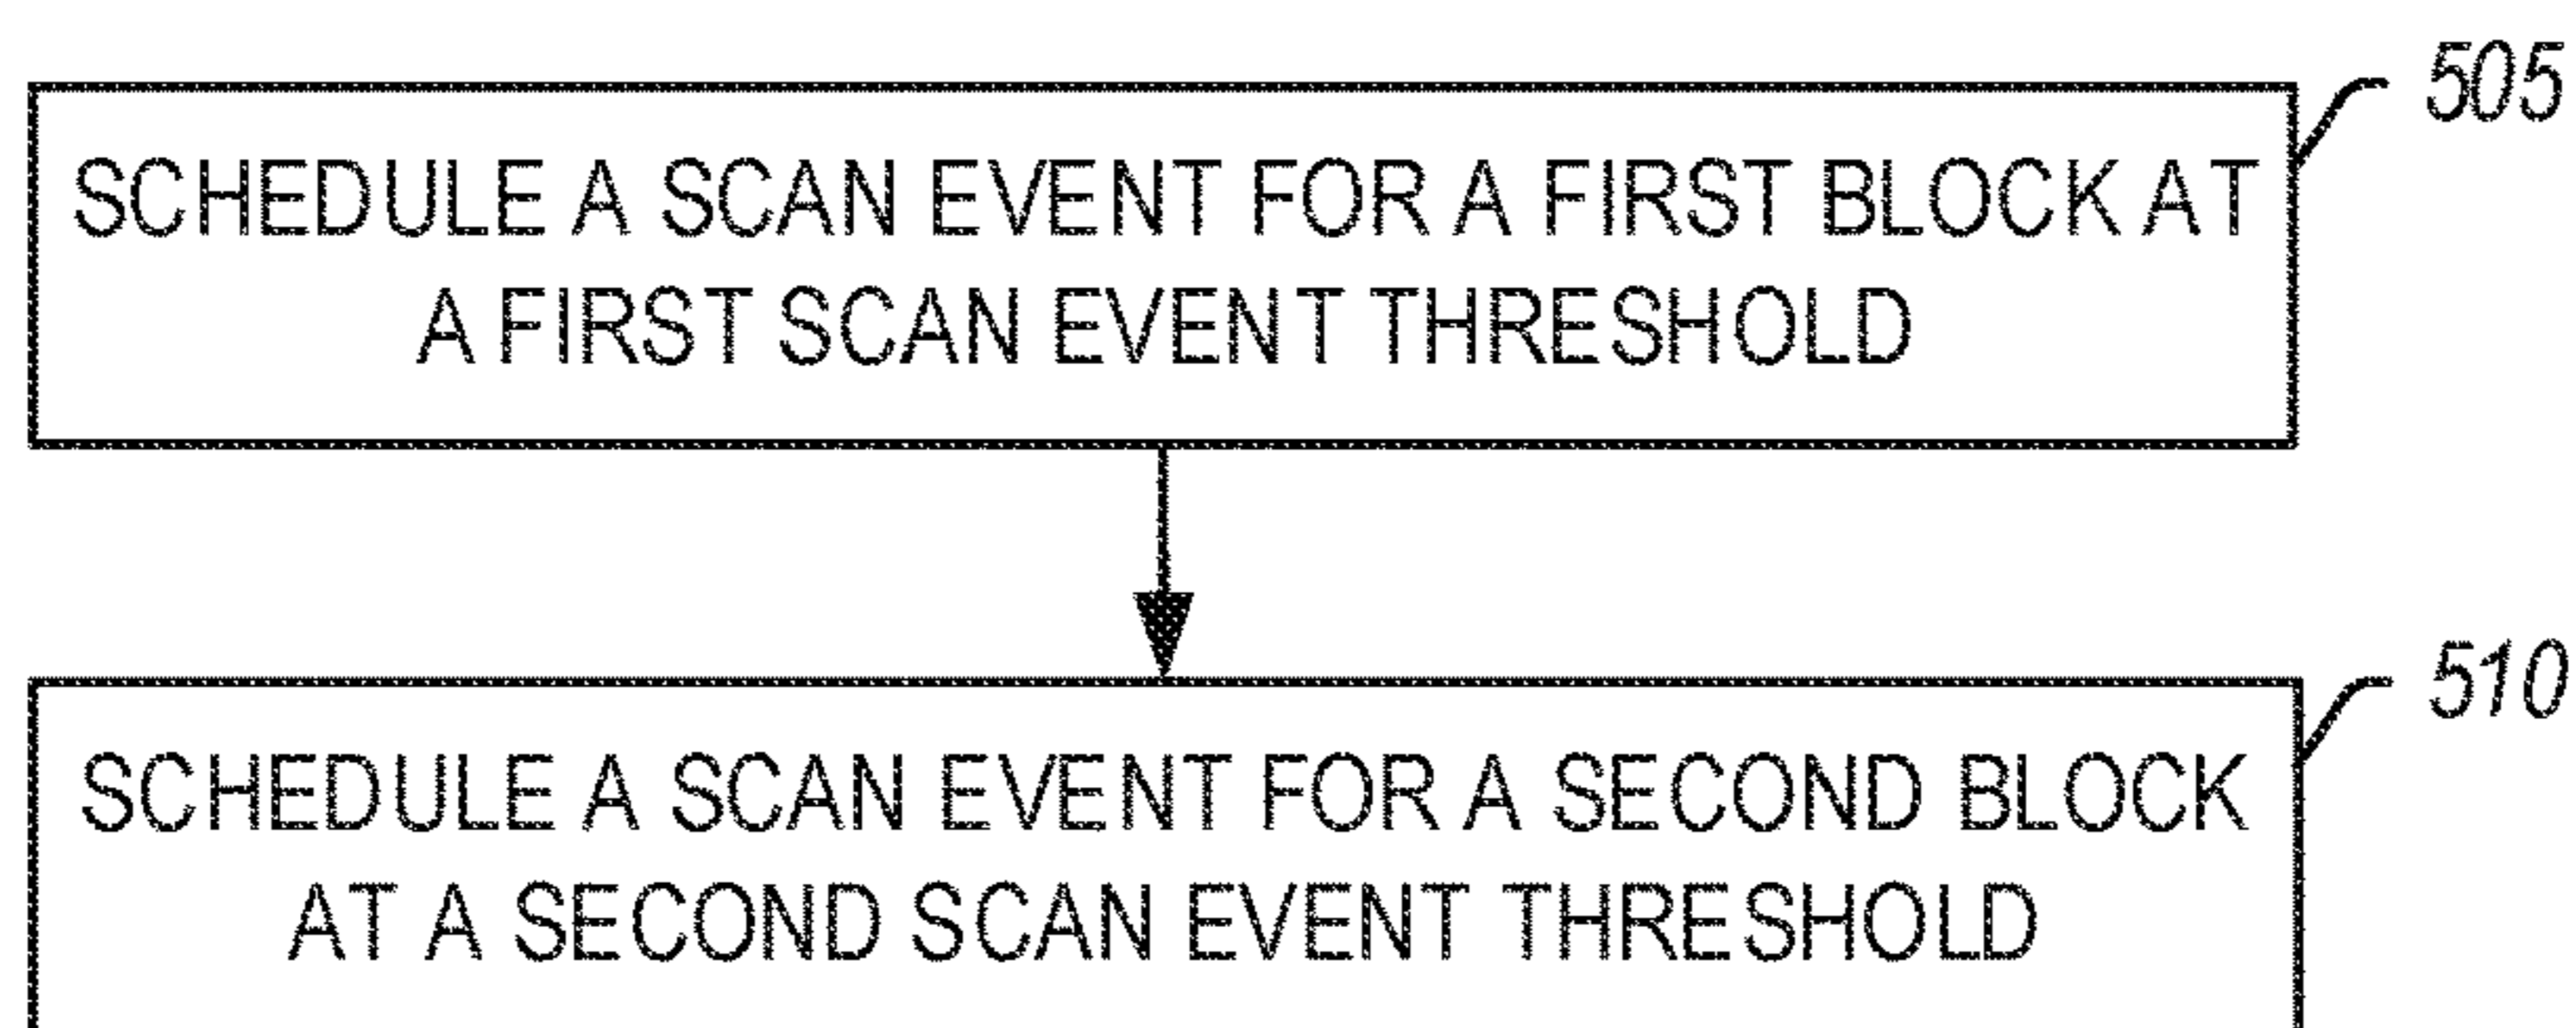 505
SCHEDULE A SCAN EVENT FOR A FIRST BLOCK AT
A FIRST SCAN EVENT THRESHOLD
510
SCHEDULE A SCAN EVENT FOR A SECOND BLOCK
AT A SECOND SCAN EVENT THRESHOLD